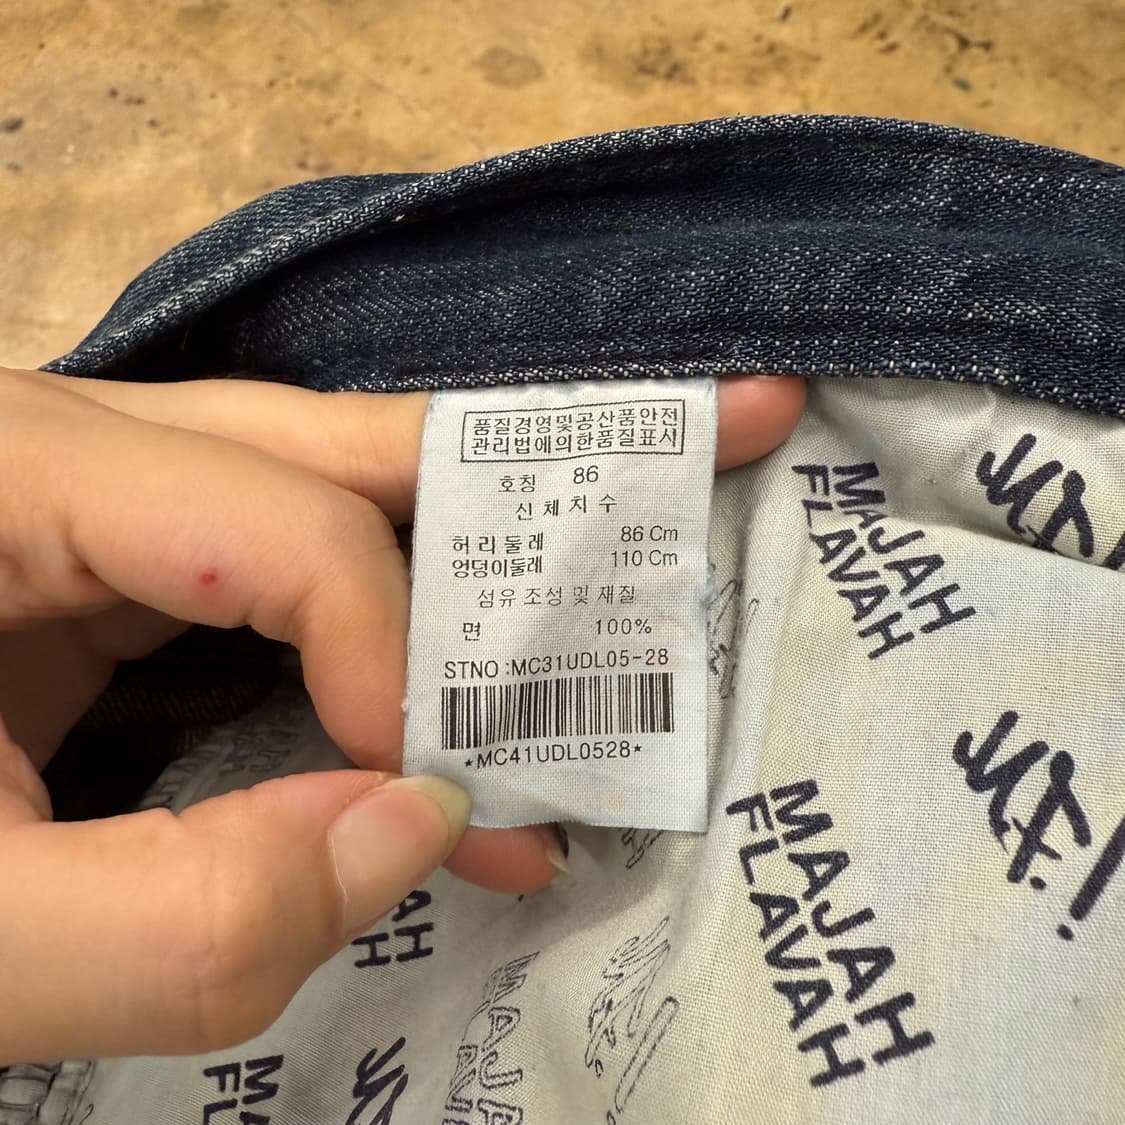 품질경영및공산품안전
관리법에의한품질표시
호칭 86
신체치수
허리둘레 86 Cm
엉덩이둘레 110 Cm
섬유 조성 및 재질
면 100%
STNO :MC31UDL05-28
*MC41UDL0528*
MAJAH
FLAVAH
MAJAH
FLAVAH
MAJAH